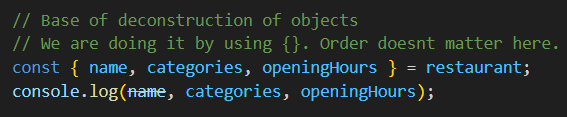 // Base of deconstruction of objects
// We are doing it by using {}. Order doesnt matter here.
const { name, categories, openingHours } = restaurant;
console.log(name, categories, openingHours);